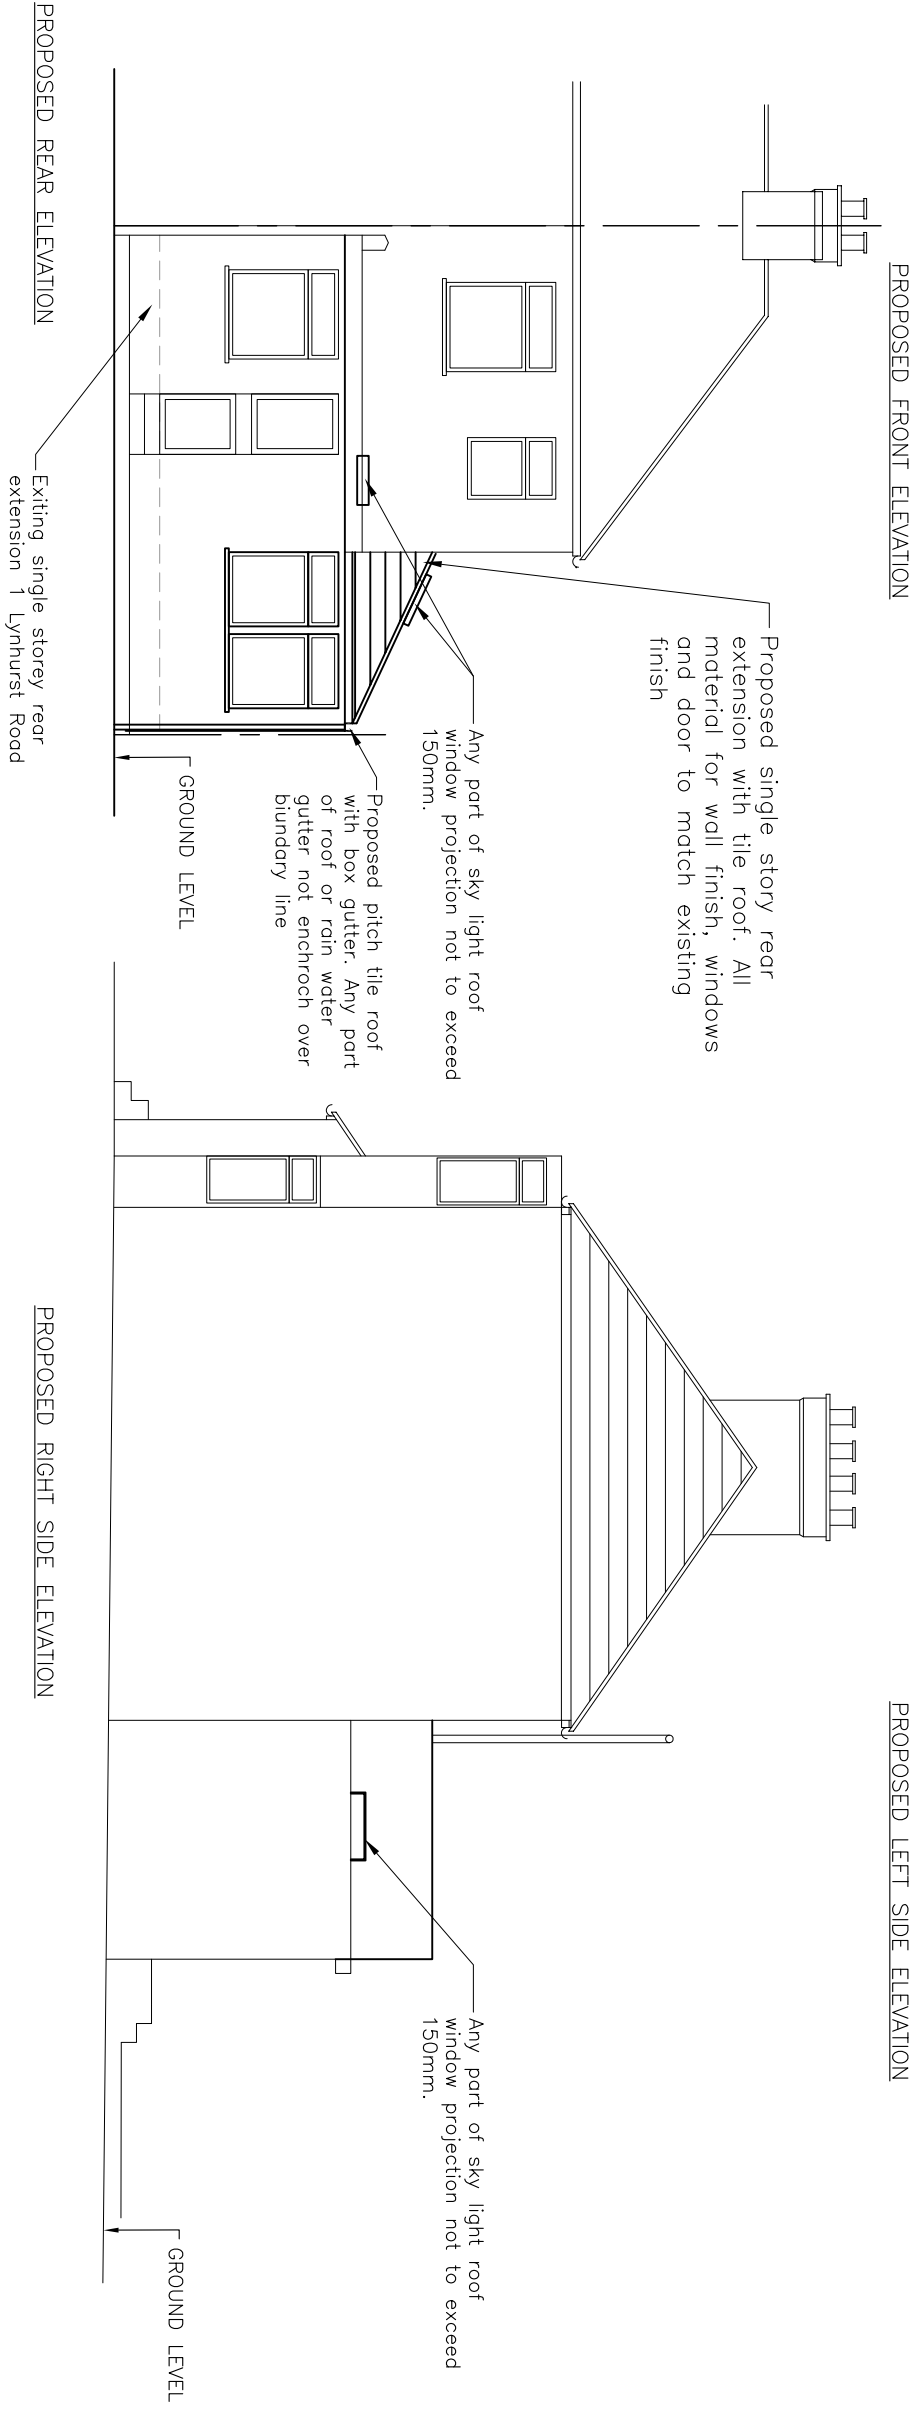 PROPOSED FRONT ELEVATION
PROPOSED LEFT SIDE ELEVATION
Proposed single story rear
extension with tile roof. All
material for wall finish, windows
and door to match existing
finish
Any part of sky light roof
window projection not to exceed
150mm.
Proposed pitch tile roof
with box gutter. Any part
of roof or rain water
gutter not enchroch over
biundary line
GROUND LEVEL
Exiting single storey rear
extension 1 Lynhurst Road
PROPOSED REAR ELEVATION
Any part of sky light roof
window projection not to exceed
150mm.
GROUND LEVEL
PROPOSED RIGHT SIDE ELEVATION